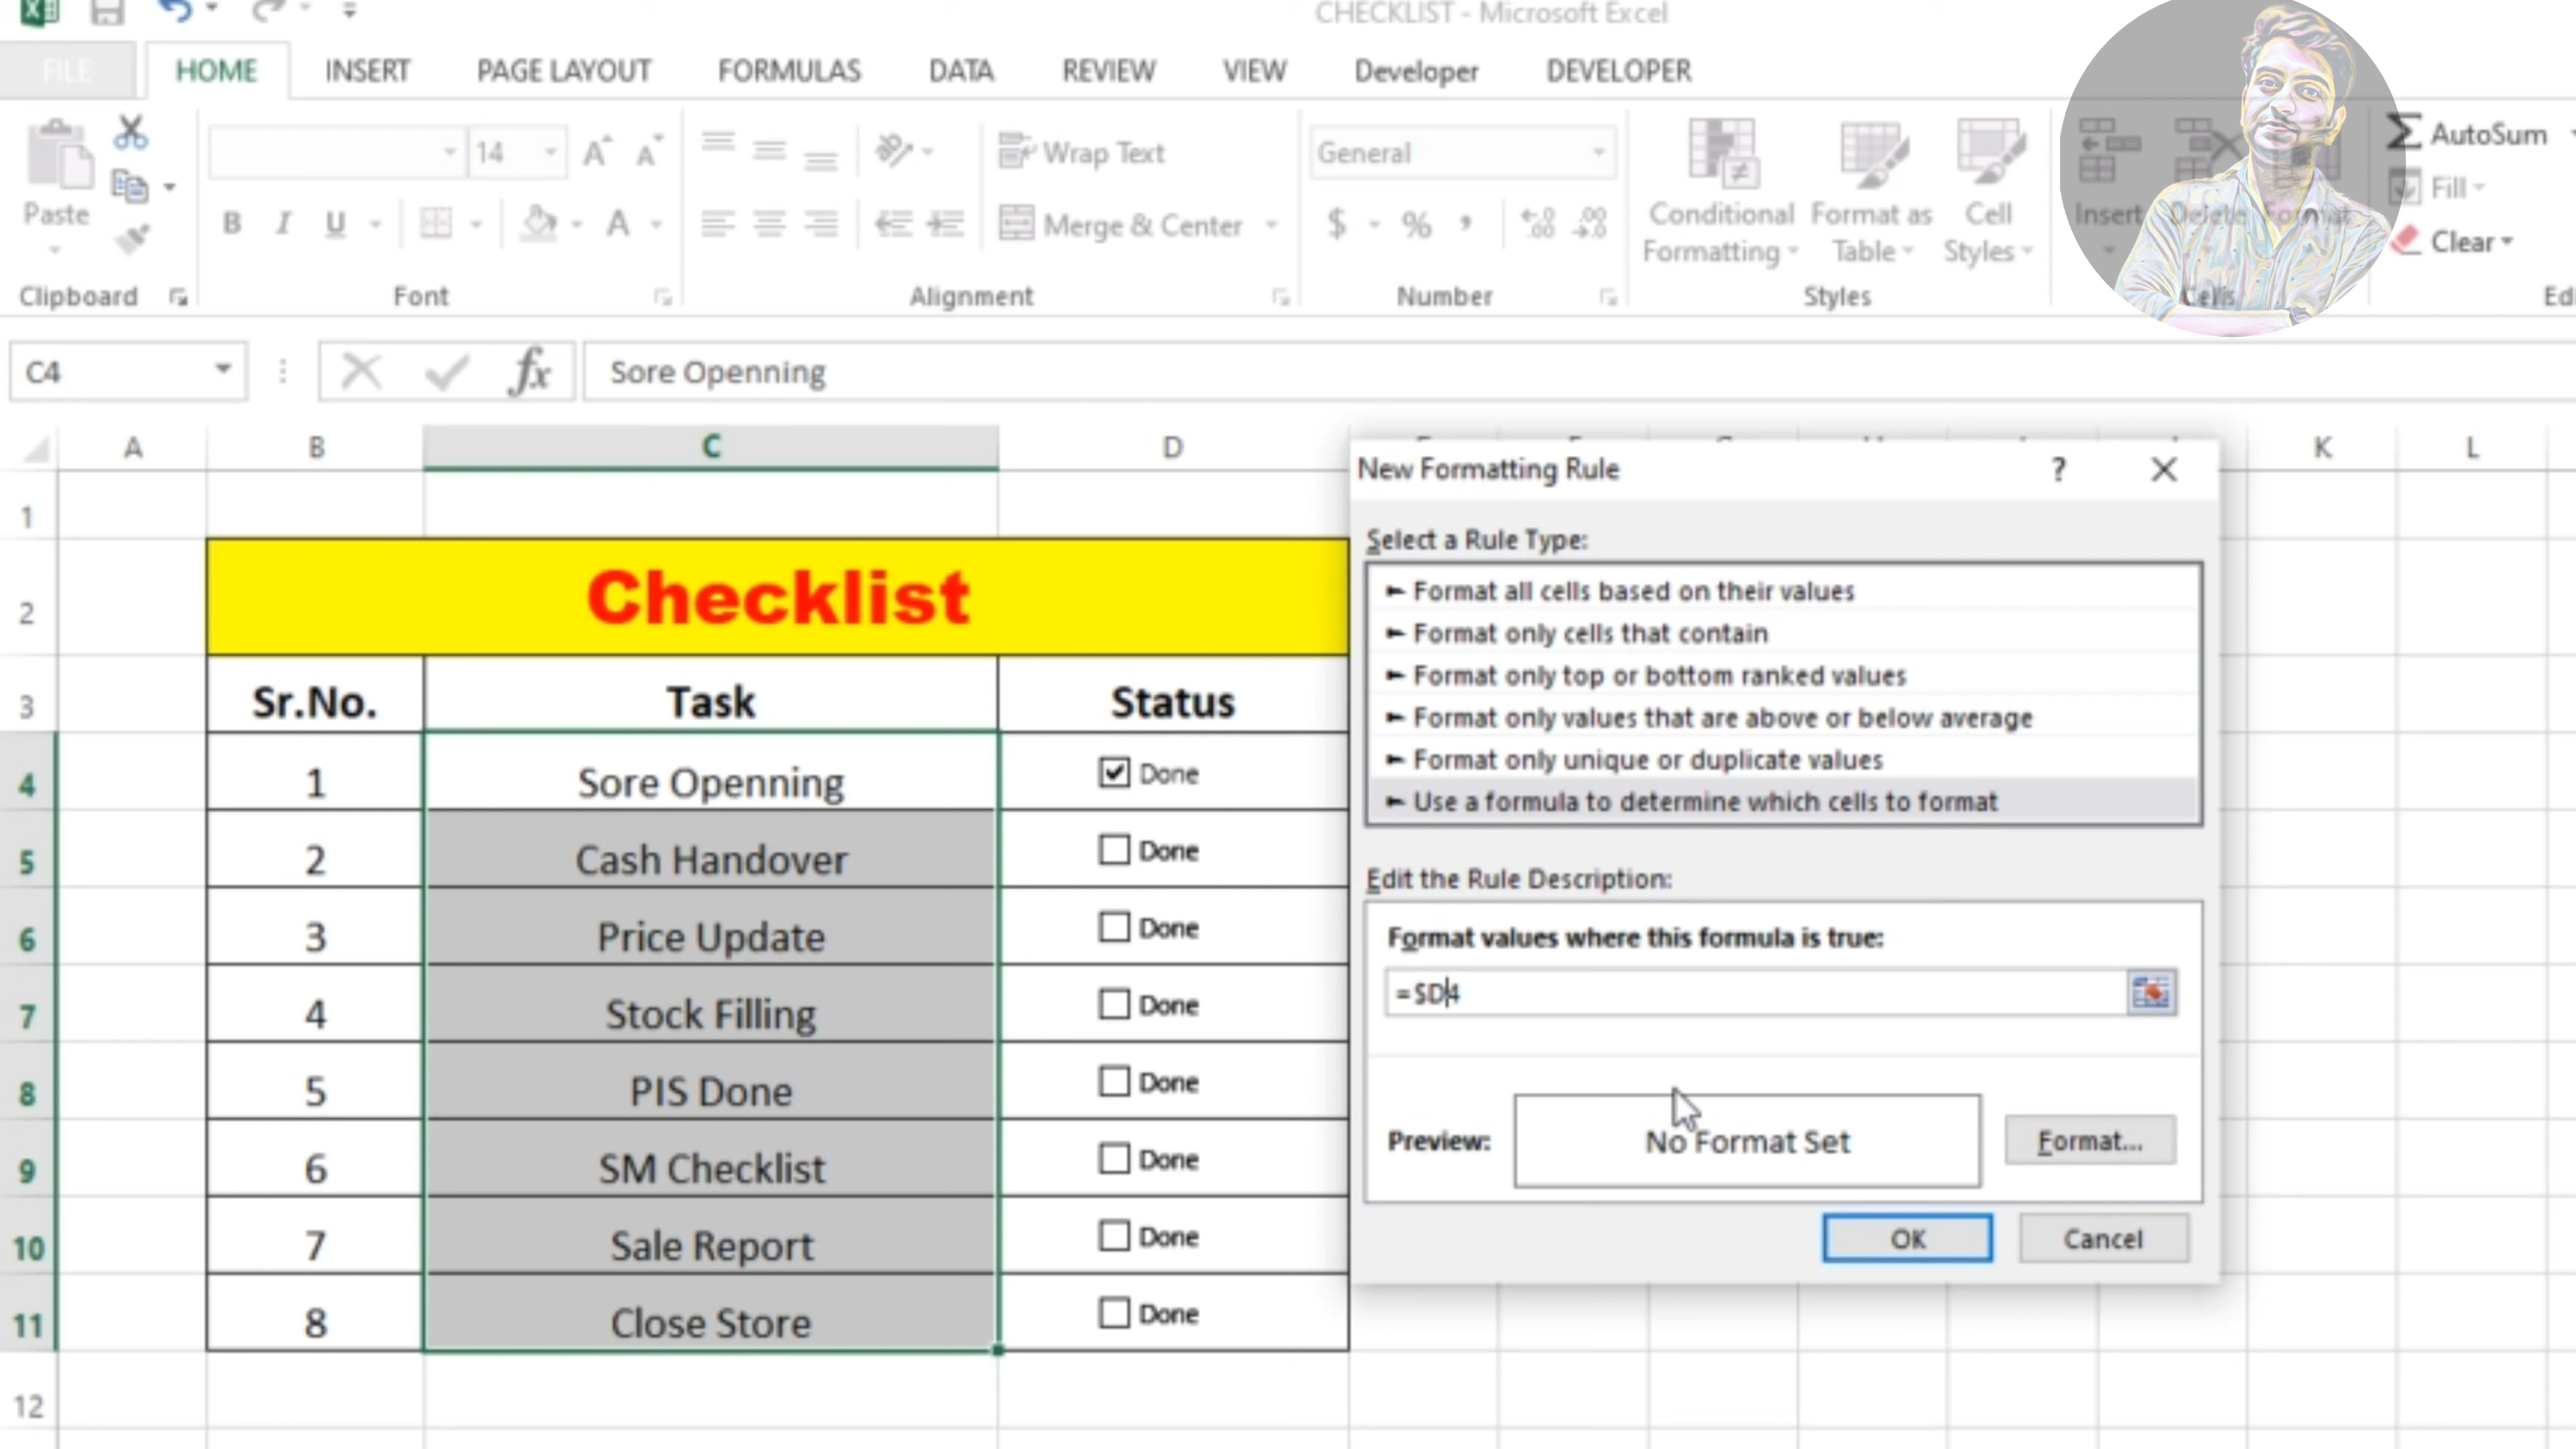 CHECKLIST - Microsoft Excel
FILE HOME INSERT PAGE LAYOUT FORMULAS DATA REVIEW VIEW Developer DEVELOPER
Paste
Clipboard
14
B I U A
Font
Wrap Text
Merge & Center
Alignment
General
$ % ,
Number
Conditional Formatting
Format as Table
Cell Styles
Styles
Insert Delete Format
Cells
AutoSum
Fill
Clear
C4
fx
Sore Openning
A B C D K L
1
2 Checklist
3 Sr.No. Task Status
4 1 Sore Openning Done
5 2 Cash Handover Done
6 3 Price Update Done
7 4 Stock Filling Done
8 5 PIS Done Done
9 6 SM Checklist Done
10 7 Sale Report Done
11 8 Close Store Done
12
New Formatting Rule
?
Select a Rule Type:
► Format all cells based on their values
► Format only cells that contain
► Format only top or bottom ranked values
► Format only values that are above or below average
► Format only unique or duplicate values
► Use a formula to determine which cells to format
Edit the Rule Description:
Format values where this formula is true:
=$D4
Preview:
No Format Set
Format...
OK
Cancel